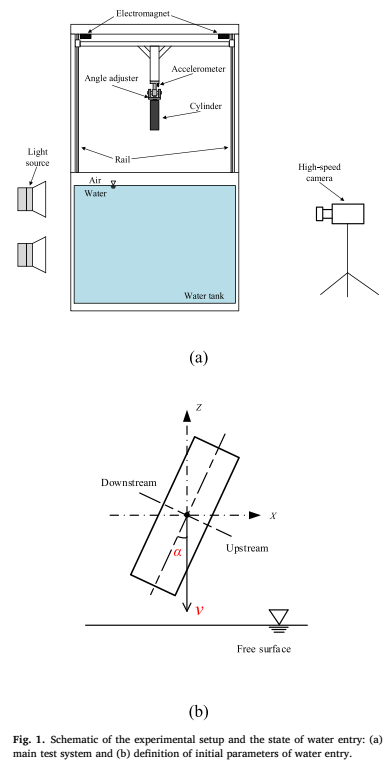 Electromagnet
Accelerometer
Angle adjuster
Cylinder
Light
source
Rail
High-speed
camera
Air
Water
Water tank
(a)
Z
Downstream
X
Upstream
α
v
Free surface
(b)
Fig. 1. Schematic of the experimental setup and the state of water entry: (a)
main test system and (b) definition of initial parameters of water entry.